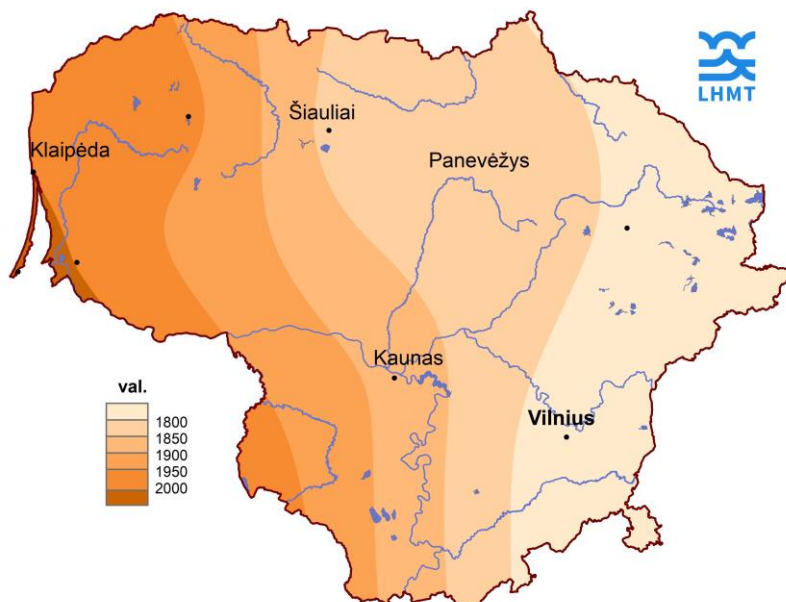 LHMT
Šiauliai
Klaipėda
Panevėžys
Kaunas
val.
1800
1850
1900
1950
2000
Vilnius